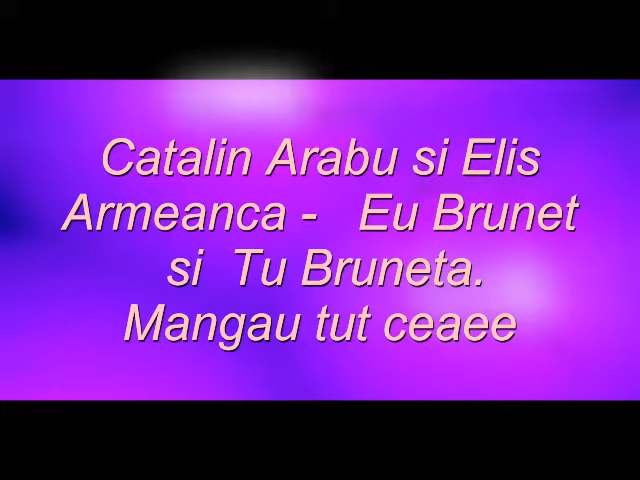 Catalin Arabu si Elis
Armeanca -   Eu Brunet
si  Tu Bruneta.
Mangau tut ceaee